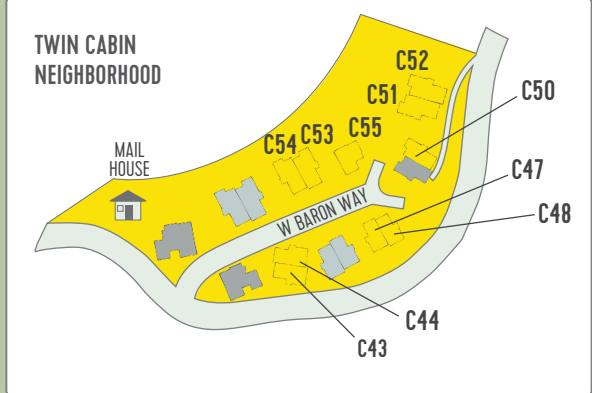 TWIN CABIN
NEIGHBORHOOD
C52
C51
C50
C53
C54
C55
MAIL
HOUSE
C47
W BARON WAY
C48
C44
C43